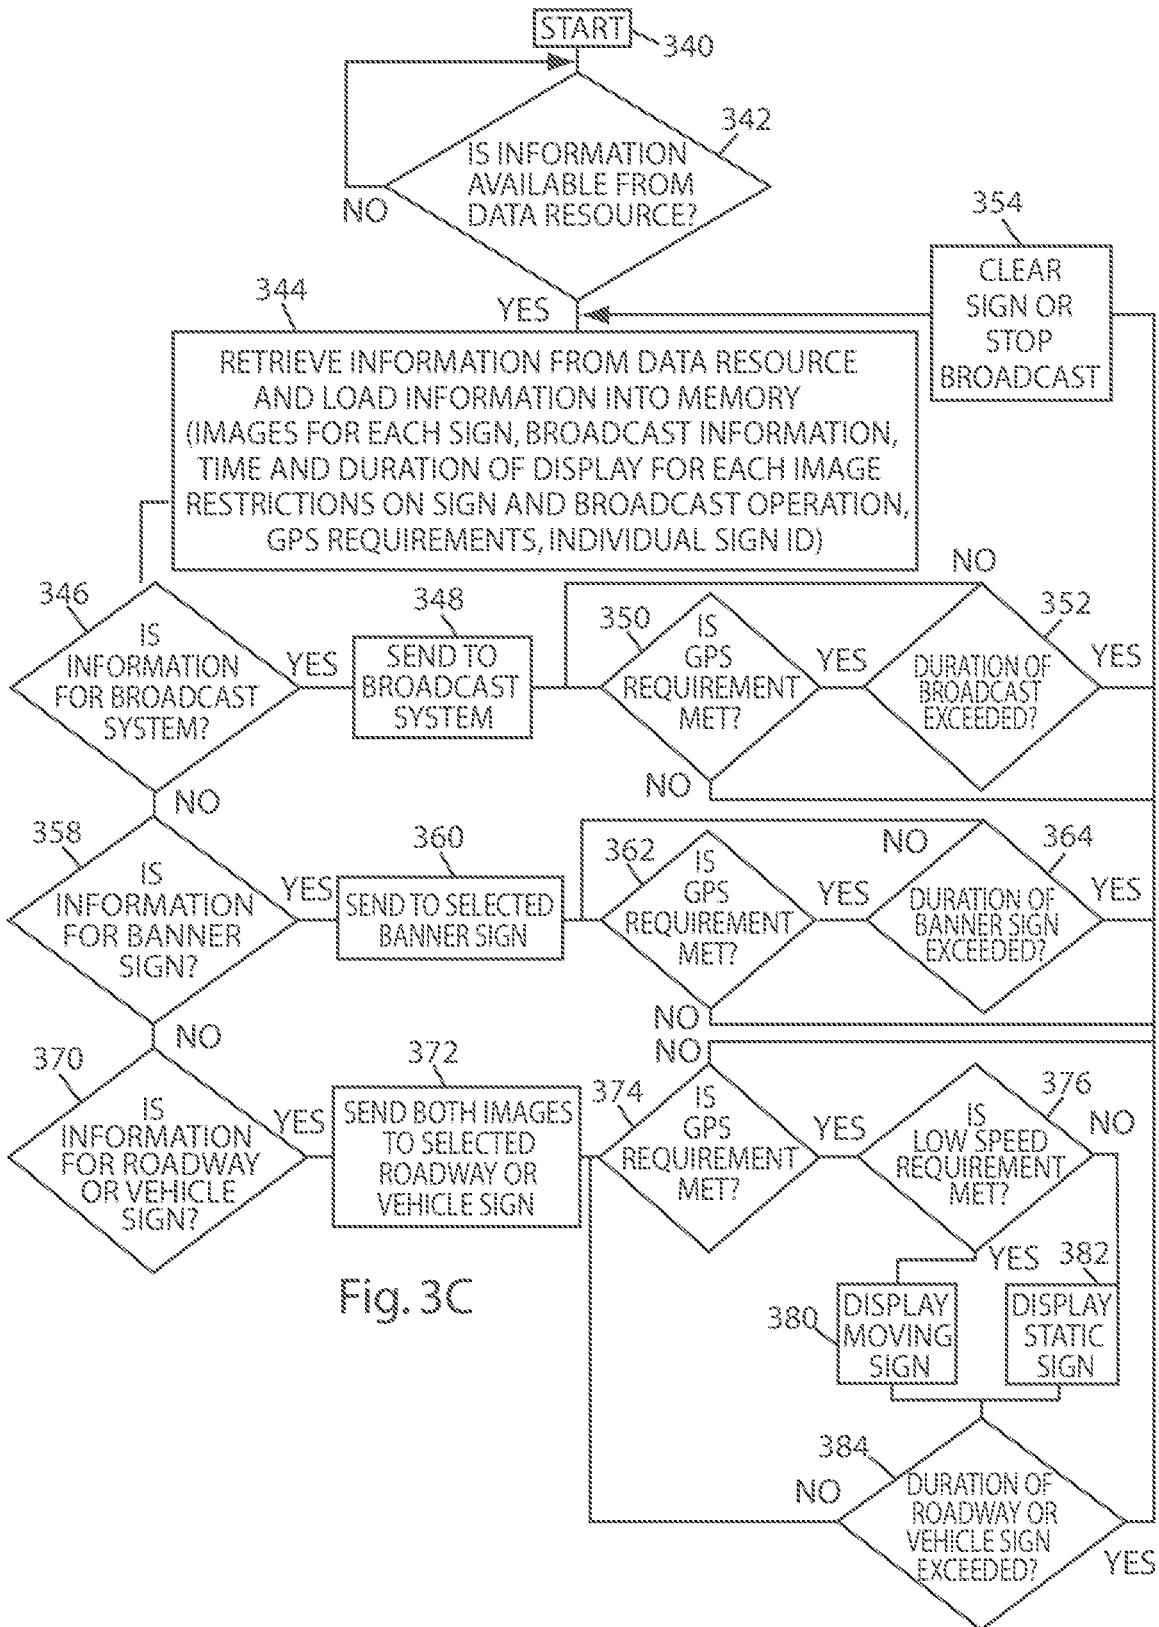 START
340
342
IS INFORMATION
AVAILABLE FROM
DATA RESOURCE?
NO
YES
354
CLEAR
SIGN OR
STOP
BROADCAST
344
RETRIEVE INFORMATION FROM DATA RESOURCE
AND LOAD INFORMATION INTO MEMORY
(IMAGES FOR EACH SIGN, BROADCAST INFORMATION,
TIME AND DURATION OF DISPLAY FOR EACH IMAGE
RESTRICTIONS ON SIGN AND BROADCAST OPERATION,
GPS REQUIREMENTS, INDIVIDUAL SIGN ID)
346
IS
INFORMATION
FOR BROADCAST
SYSTEM?
YES
NO
348
SEND TO
BROADCAST
SYSTEM
350
IS
GPS
REQUIREMENT
MET?
YES
NO
NO
352
DURATION OF
BROADCAST
EXCEEDED?
YES
358
IS
INFORMATION
FOR BANNER
SIGN?
YES
NO
360
SEND TO SELECTED
BANNER SIGN
362
IS
GPS
REQUIREMENT
MET?
YES
NO
NO
364
DURATION OF
BANNER SIGN
EXCEEDED?
YES
370
IS
INFORMATION
FOR ROADWAY
OR VEHICLE
SIGN?
YES
372
SEND BOTH IMAGES
TO SELECTED
ROADWAY OR
VEHICLE SIGN
NO
374
IS
GPS
REQUIREMENT
MET?
YES
376
IS
LOW SPEED
REQUIREMENT
MET?
NO
YES
380
DISPLAY
MOVING
SIGN
382
DISPLAY
STATIC
SIGN
384
NO
DURATION OF
ROADWAY OR
VEHICLE SIGN
EXCEEDED?
YES
Fig. 3C